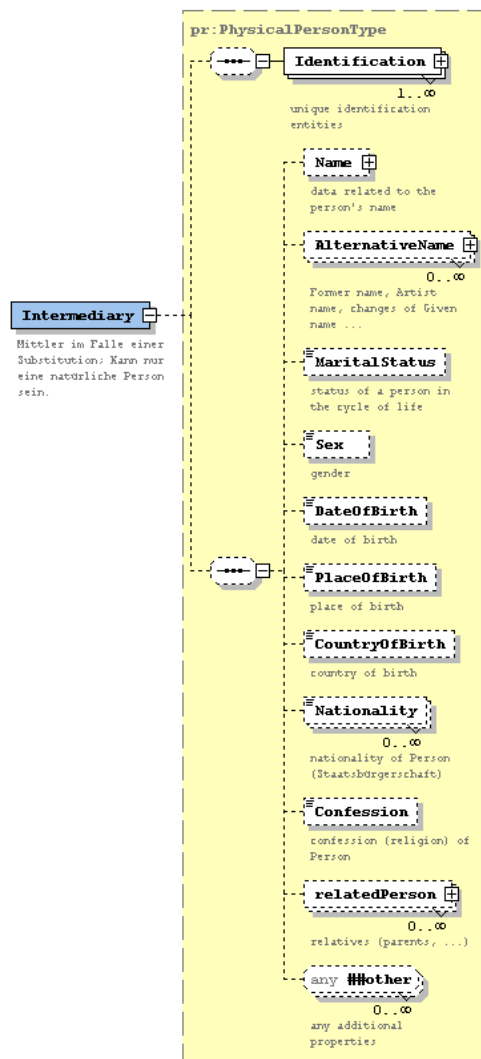 pr:PhysicalPersonType
Identification
1..∞
unique identification
entities
Name
data related to the
person's name
AlternativeName
0..∞
Former name, Artist
name, changes of Given
name ...
Intermediary
Mittler im Falle einer
Substitution; Kann nur
eine natürliche Person
sein.
MaritalStatus
status of a person in
the cycle of life
Sex
gender
DateOfBirth
date of birth
PlaceOfBirth
place of birth
CountryOfBirth
country of birth
Nationality
0..∞
nationality of Person
(Staatsbürgerschaft)
Confession
confession (religion) of
Person
relatedPerson
0..∞
relatives (parents, ...)
any ##other
0..∞
any additional
properties